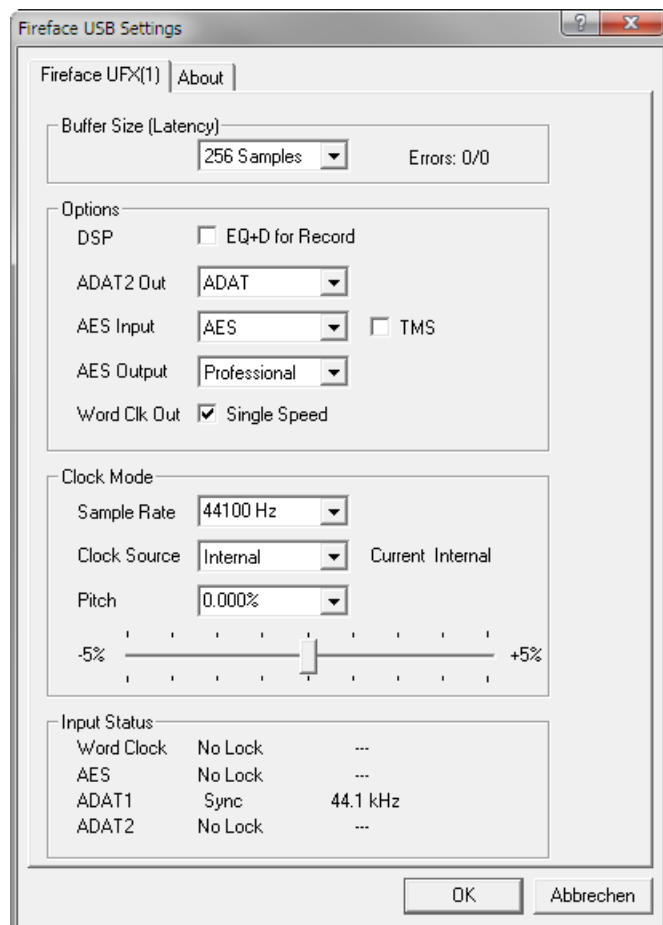 Fireface USB Settings
Fireface UFX(1) About
Buffer Size (Latency)
256 Samples Errors: 0/0
Options
DSP EQ+D for Record
ADAT2 Out ADAT
AES Input AES TMS
AES Output Professional
Word Clk Out Single Speed
Clock Mode
Sample Rate 44100 Hz
Clock Source Internal Current Internal
Pitch 0.000%
-5% +5%
Input Status
Word Clock No Lock ---
AES No Lock ---
ADAT1 Sync 44.1 kHz
ADAT2 No Lock ---
OK Abbrechen